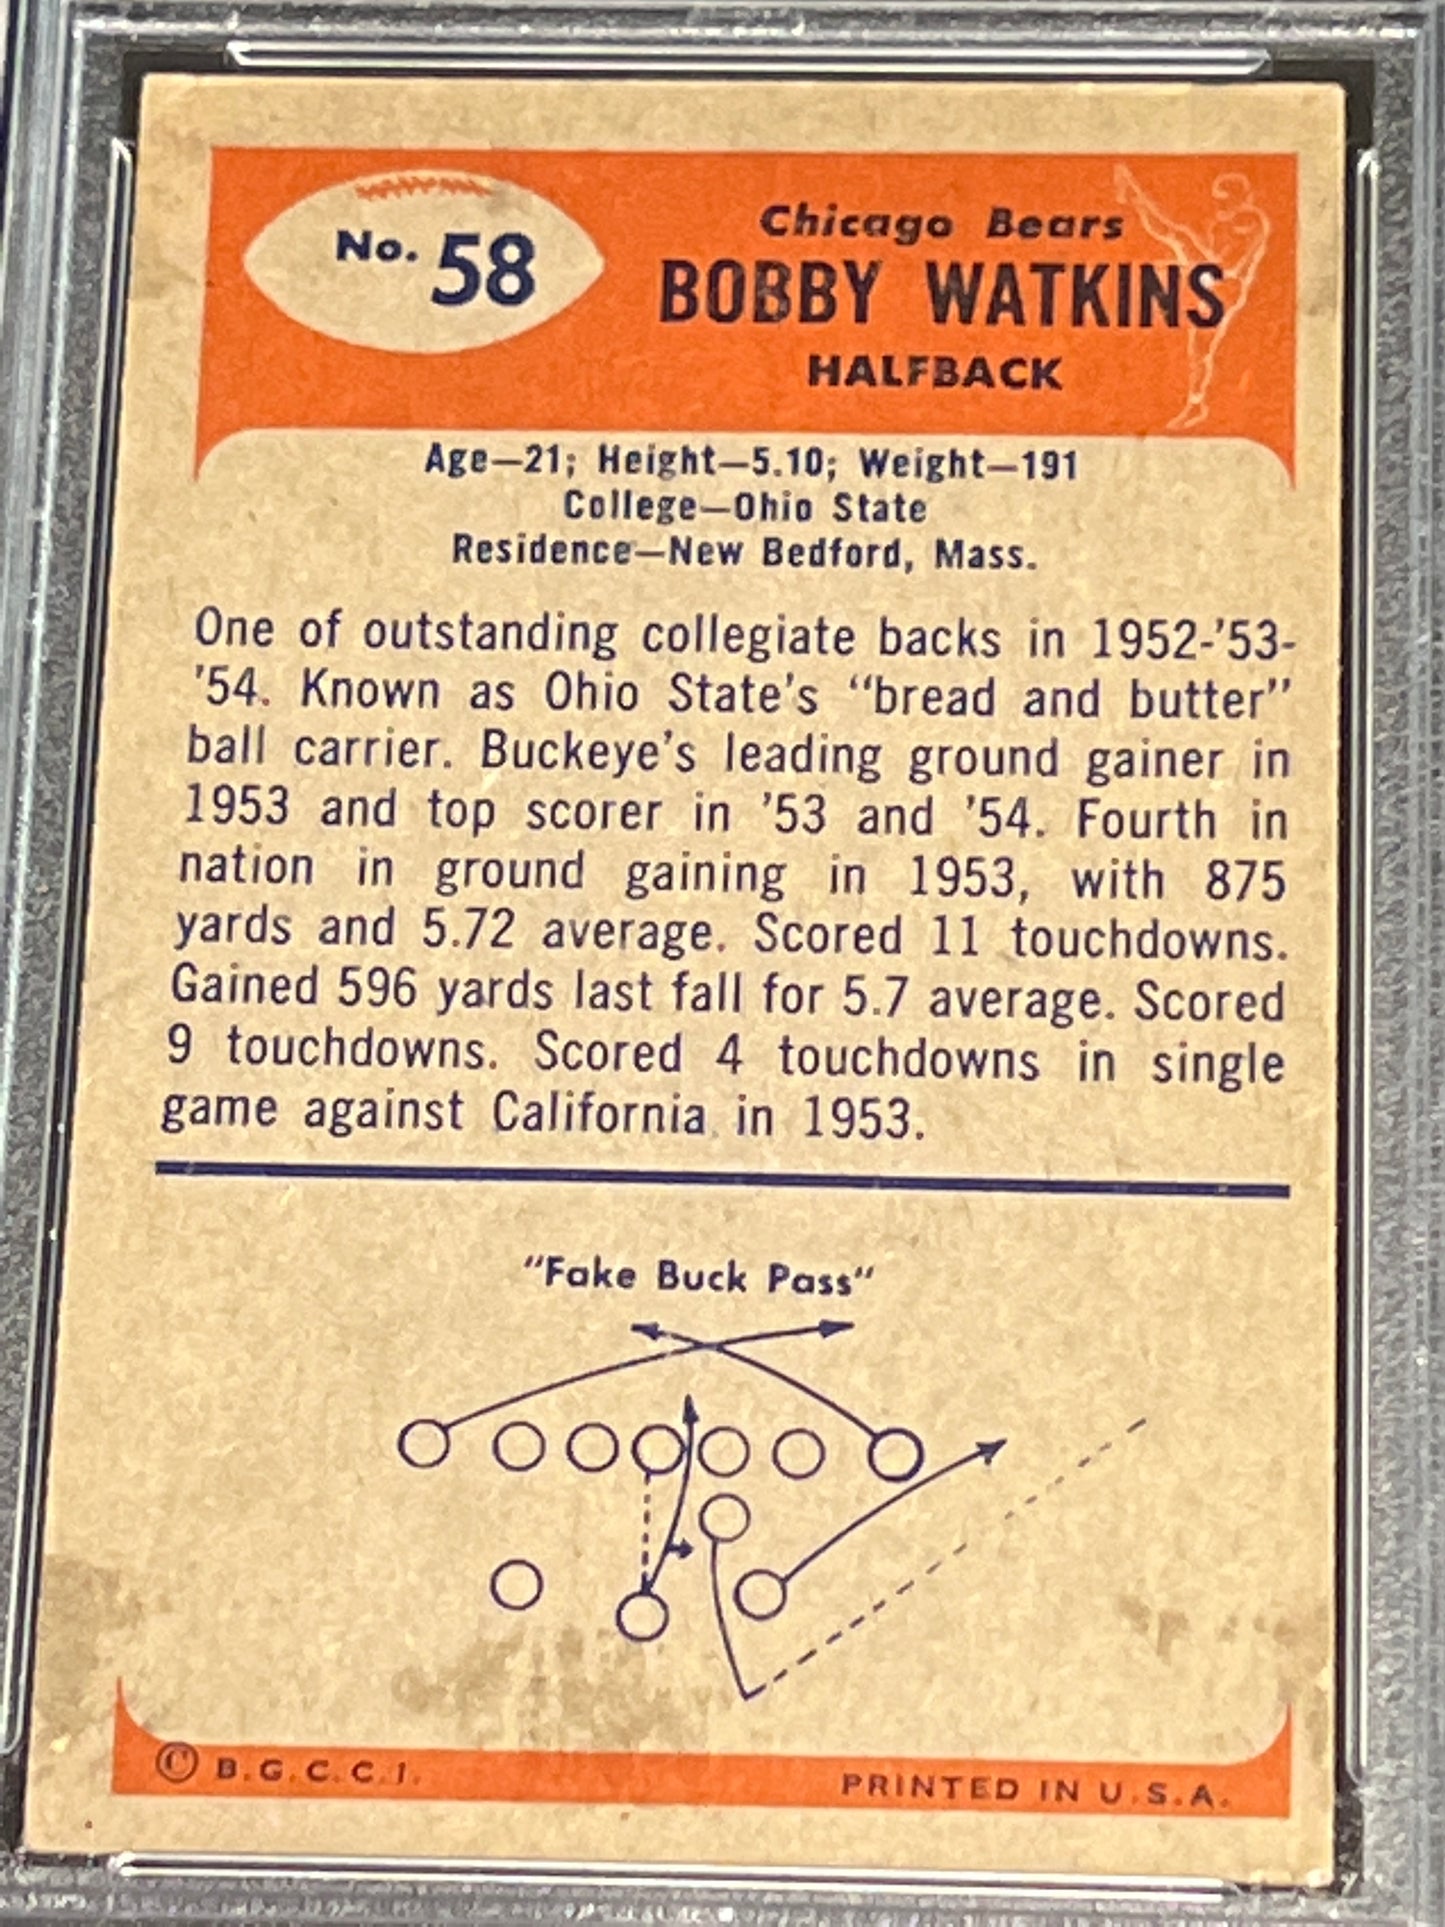 No. 58
Chicago Bears
BOBBY WATKINS
HALFBACK
Age—21; Height—5.10; Weight—191
College—Ohio State
Residence—New Bedford, Mass.
One of outstanding collegiate backs in 1952-'53-
'54. Known as Ohio State's “bread and butter”
ball carrier. Buckeye's leading ground gainer in
1953 and top scorer in '53 and '54. Fourth in
nation in ground gaining in 1953, with 875
yards and 5.72 average. Scored 11 touchdowns.
Gained 596 yards last fall for 5.7 average. Scored
9 touchdowns. Scored 4 touchdowns in single
game against California in 1953.
"Fake Buck Pass"
© B.G.C.C.I.
PRINTED IN U.S.A.